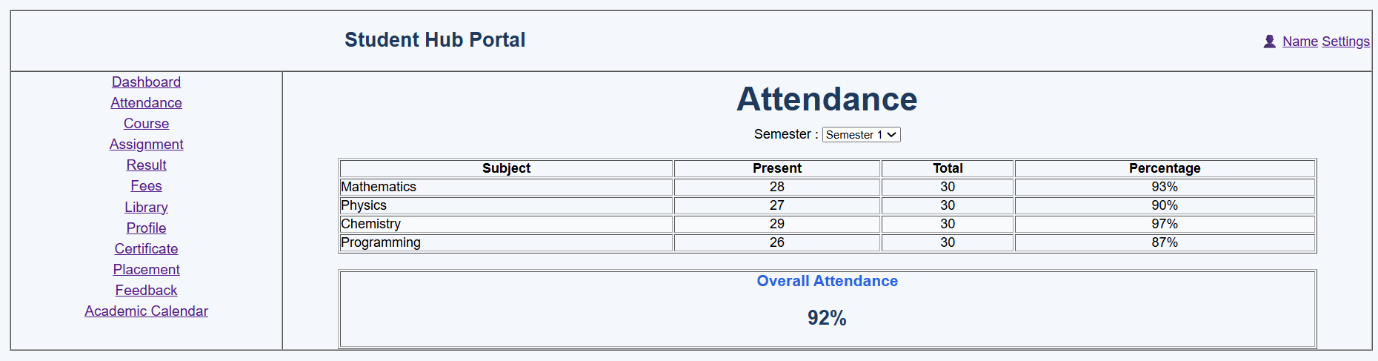 Student Hub Portal
Name Settings
Dashboard
Attendance
Course
Assignment
Result
Fees
Library
Profile
Certificate
Placement
Feedback
Academic Calendar
Attendance
Semester : Semester 1
Subject Present Total Percentage
Mathematics 28 30 93%
Physics 27 30 90%
Chemistry 29 30 97%
Programming 26 30 87%
Overall Attendance
92%